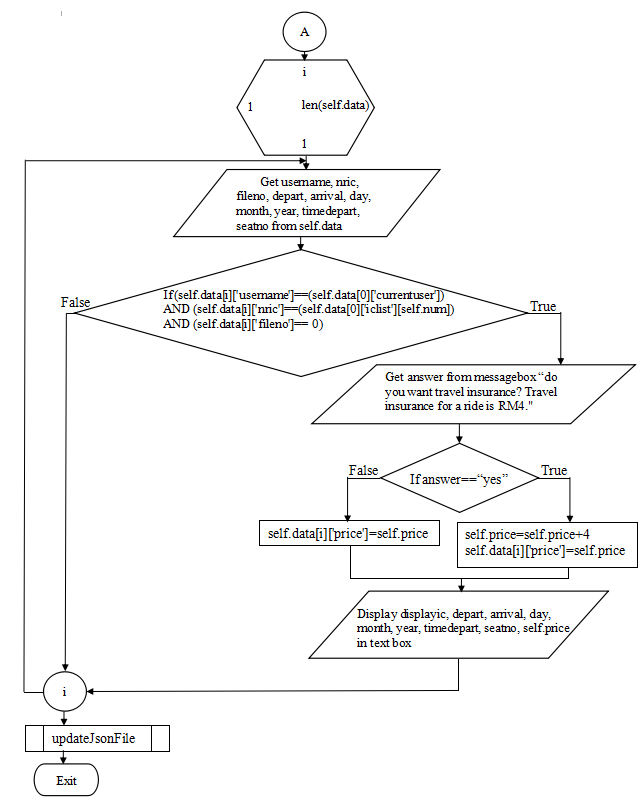 A
i
1
len(self.data)
1
Get username, nric,
fileno, depart, arrival, day,
month, year, timedepart,
seatno from self.data
False
If(self.data[i]['username']==(self.data[0]['currentuser'])
AND (self.data[i]['nric']==(self.data[0]['iclist'][self.num])
AND (self.data[i]['fileno']== 0)
True
Get answer from messagebox “do
you want travel insurance? Travel
insurance for a ride is RM4."
False
If answer==“yes”
True
self.data[i]['price']=self.price
self.price=self.price+4
self.data[i]['price']=self.price
Display displayic, depart, arrival, day,
month, year, timedepart, seatno, self.price
in text box
i
updateJsonFile
Exit